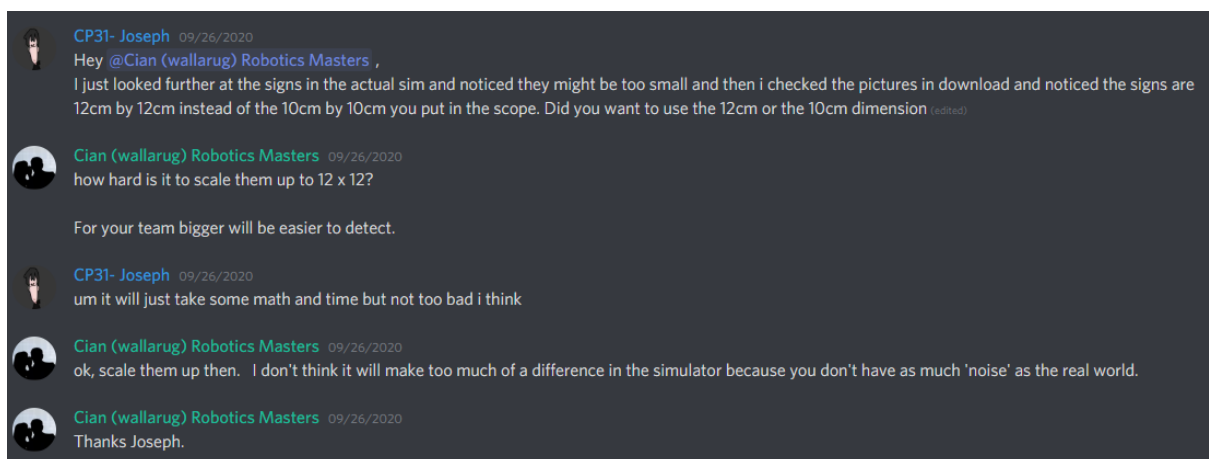 CP31- Joseph 09/26/2020
Hey @Cian (wallarug) Robotics Masters ,
I just looked further at the signs in the actual sim and noticed they might be too small and then i checked the pictures in download and noticed the signs are
12cm by 12cm instead of the 10cm by 10cm you put in the scope. Did you want to use the 12cm or the 10cm dimension (edited)
Cian (wallarug) Robotics Masters 09/26/2020
how hard is it to scale them up to 12 x 12?
For your team bigger will be easier to detect.
CP31- Joseph 09/26/2020
um it will just take some math and time but not too bad i think
Cian (wallarug) Robotics Masters 09/26/2020
ok, scale them up then.   I don't think it will make too much of a difference in the simulator because you don't have as much 'noise' as the real world.
Cian (wallarug) Robotics Masters 09/26/2020
Thanks Joseph.